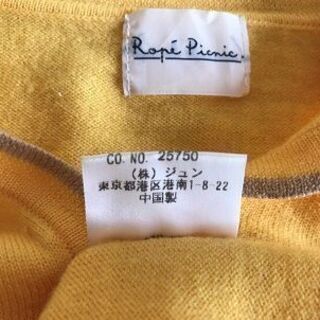 Ropé Picnic.
CO. NO. 25750
(株) ジュン
東京都港区港南1-8-22
中国製